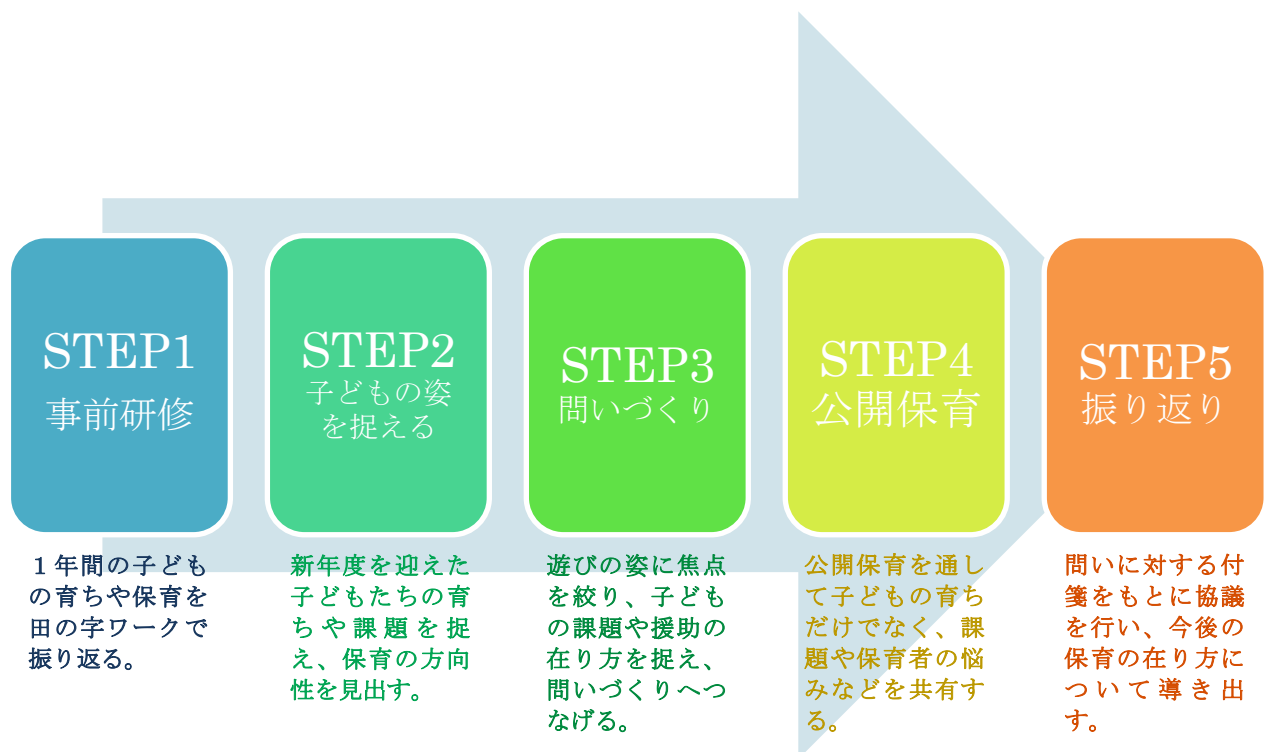 STEP1
事前研修
STEP2
子どもの姿
を捉える
STEP3
問いづくり
STEP4
公開保育
STEP5
振り返り
１年間の子ども
の育ちや保育を
田の字ワークで
振り返る。
新年度を迎えた
子どもたちの育
ちや課題を捉
え、保育の方向
性を見出す。
遊びの姿に焦点
を絞り、子ども
の課題や援助の
在り方を捉え、
問いづくりへつ
なげる。
公開保育を通し
て子どもの育ち
だけでなく、課
題や保育者の悩
みなどを共有す
る。
問いに対する付
箋をもとに協議
を行い、今後の
保育の在り方に
ついて導き出
す。